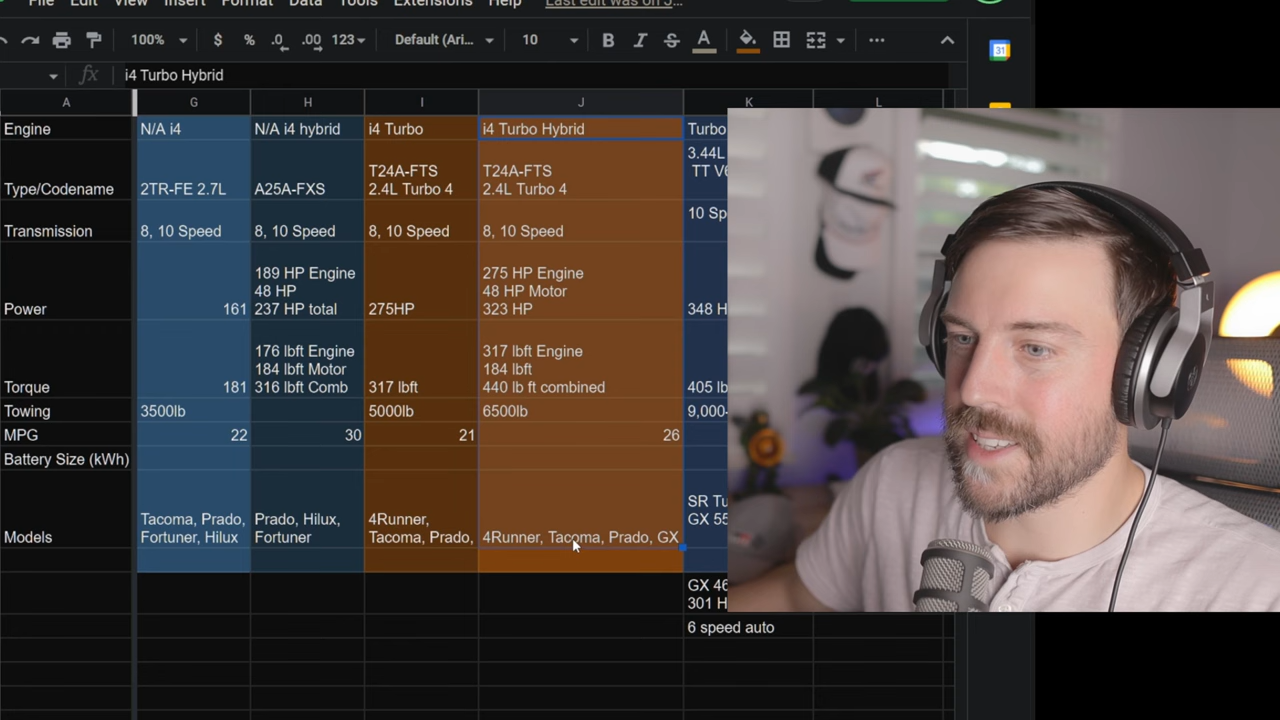 File Edit View Insert Format Data Tools Extensions Help Last edit was on J…
100% $ % .0 .00 123 Default (Ari... 10 B I S A
fx i4 Turbo Hybrid
31
A G H I J K L
Engine N/A i4 N/A i4 hybrid i4 Turbo i4 Turbo Hybrid Turbo
3.44L
TT V6
T24A-FTS T24A-FTS
Type/Codename 2TR-FE 2.7L A25A-FXS 2.4L Turbo 4 2.4L Turbo 4
10 Sp
Transmission 8, 10 Speed 8, 10 Speed 8, 10 Speed 8, 10 Speed
189 HP Engine 275 HP Engine
48 HP 48 HP Motor
Power 161 237 HP total 275HP 323 HP 348 H
176 lbft Engine 317 lbft Engine
184 lbft Motor 184 lbft
Torque 181 316 lbft Comb 317 lbft 440 lb ft combined 405 lb
Towing 3500lb 5000lb 6500lb 9,000-
MPG 22 30 21 26
Battery Size (kWh)
SR Tu
Tacoma, Prado, Prado, Hilux, 4Runner, GX 55
Models Fortuner, Hilux Fortuner Tacoma, Prado, 4Runner, Tacoma, Prado, GX
GX 46
301 H
6 speed auto